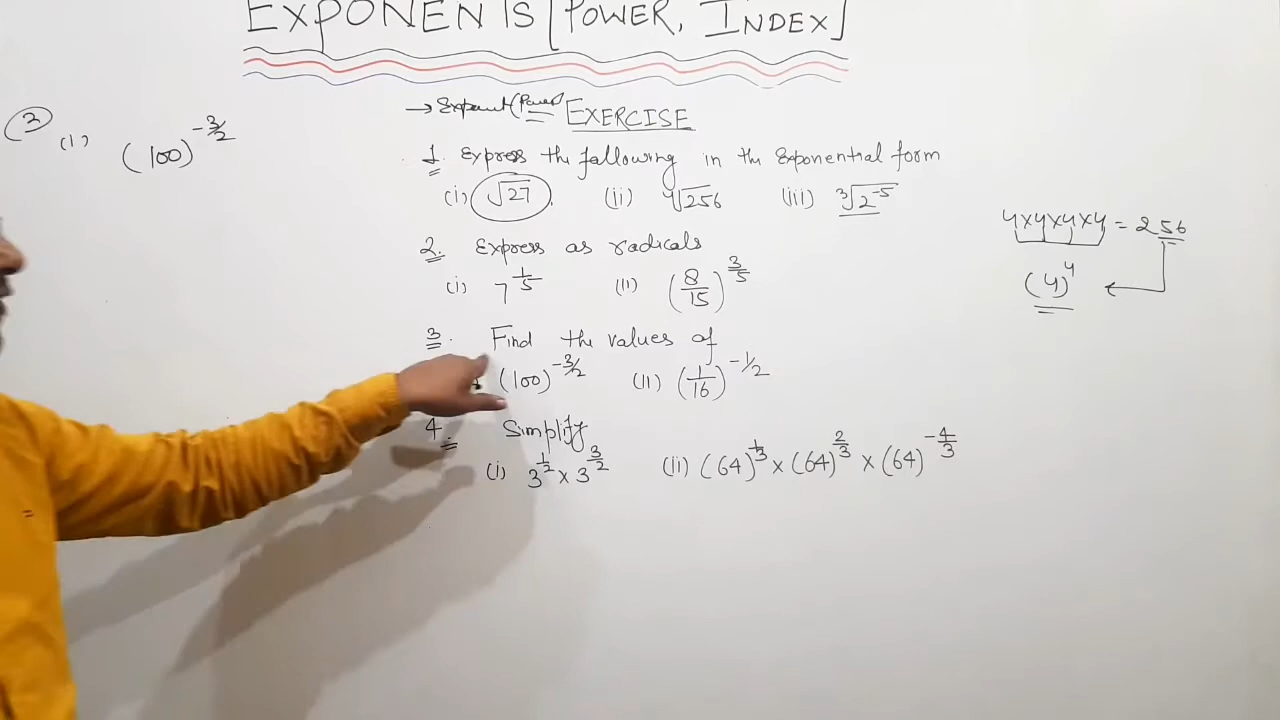 EXPONENTS [POWER, INDEX]
→ Exponent (Power) EXERCISE
1. Express the following in the Exponential form
(i) √27 (ii) ∜256 (iii) ³√2⁻⁵
2. Express as radicals
(i) 7^1/5 (ii) (8/15)^3/5
3. Find the values of
(100)^-3/2 (ii) (1/16)^-1/2
4. Simplify
(i) 3^1/2 × 3^3/2 (ii) (64)^1/3 × (64)^2/3 × (64)^-4/3
③ (i) (100)^-3/2
4×4×4×4 = 256
(4)⁴ ←